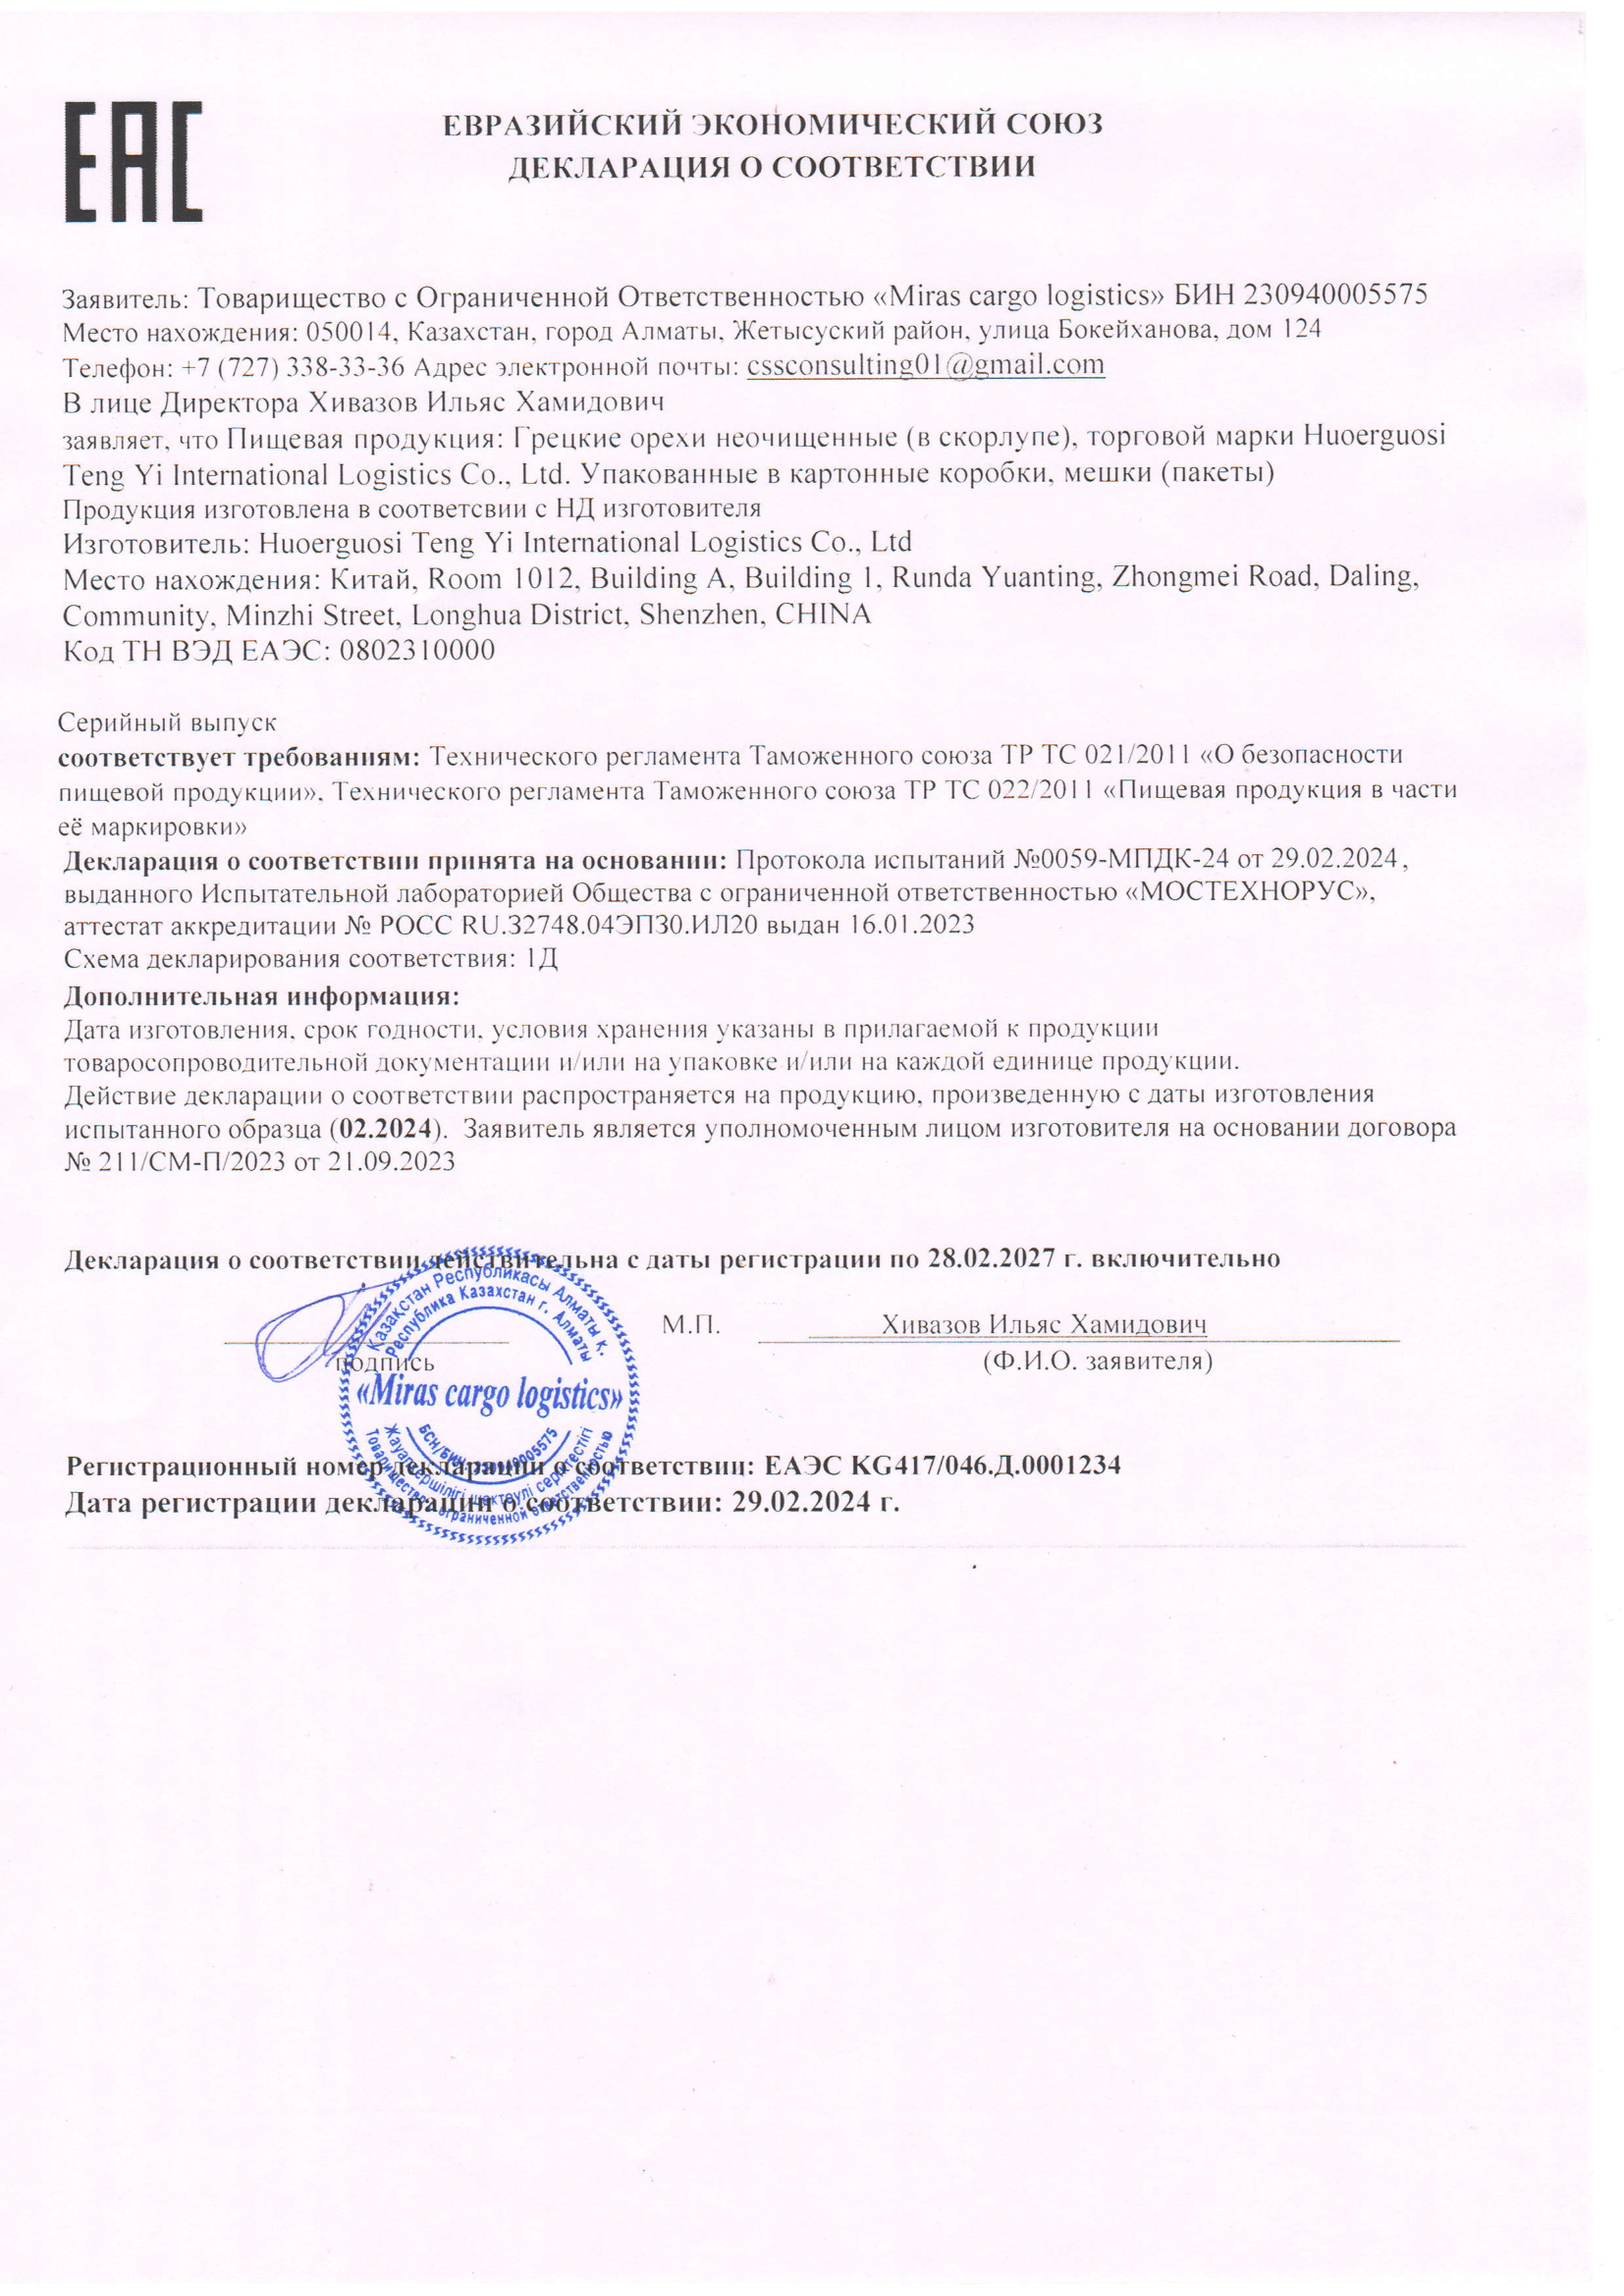 EAC
ЕВРАЗИЙСКИЙ ЭКОНОМИЧЕСКИЙ СОЮЗ
ДЕКЛАРАЦИЯ О СООТВЕТСТВИИ
Заявитель: Товарищество с Ограниченной Ответственностью «Miras cargo logistics» БИН 230940005575
Место нахождения: 050014, Казахстан, город Алматы, Жетысуский район, улица Бокейханова, дом 124
Телефон: +7 (727) 338-33-36 Адрес электронной почты: cssconsulting01@gmail.com
В лице Директора Хивазов Ильяс Хамидович
заявляет, что Пищевая продукция: Грецкие орехи неочищенные (в скорлупе), торговой марки Huoerguosi
Teng Yi International Logistics Co., Ltd. Упакованные в картонные коробки, мешки (пакеты)
Продукция изготовлена в соответсвии с НД изготовителя
Изготовитель: Huoerguosi Teng Yi International Logistics Co., Ltd
Место нахождения: Китай, Room 1012, Building A, Building 1, Runda Yuanting, Zhongmei Road, Daling,
Community, Minzhi Street, Longhua District, Shenzhen, CHINA
Код ТН ВЭД ЕАЭС: 0802310000
Серийный выпуск
соответствует требованиям: Технического регламента Таможенного союза ТР ТС 021/2011 «О безопасности
пищевой продукции», Технического регламента Таможенного союза ТР ТС 022/2011 «Пищевая продукция в части
её маркировки»
Декларация о соответствии принята на основании: Протокола испытаний №0059-МПДК-24 от 29.02.2024,
выданного Испытательной лабораторией Общества с ограниченной ответственностью «МОСТЕХНОРУС»,
аттестат аккредитации № РОСС RU.32748.04ЭПЗ0.ИЛ20 выдан 16.01.2023
Схема декларирования соответствия: 1Д
Дополнительная информация:
Дата изготовления, срок годности, условия хранения указаны в прилагаемой к продукции
товаросопроводительной документации и/или на упаковке и/или на каждой единице продукции.
Действие декларации о соответствии распространяется на продукцию, произведенную с даты изготовления
испытанного образца (02.2024). Заявитель является уполномоченным лицом изготовителя на основании договора
№ 211/СМ-П/2023 от 21.09.2023
Декларация о соответствии действительна с даты регистрации по 28.02.2027 г. включительно
Казахстан Республикасы Алматы к.
Республика Казахстан г. Алматы
М.П.
Хивазов Ильяс Хамидович
подпись
(Ф.И.О. заявителя)
«Miras cargo logistics»
БСН/БИН: 230940005575
Жауапкершілігі шектеулі серіктестігі
Товарищество с ограниченной ответственностью
Регистрационный номер декларации о соответствии: ЕАЭС KG417/046.Д.0001234
Дата регистрации декларации о соответствии: 29.02.2024 г.